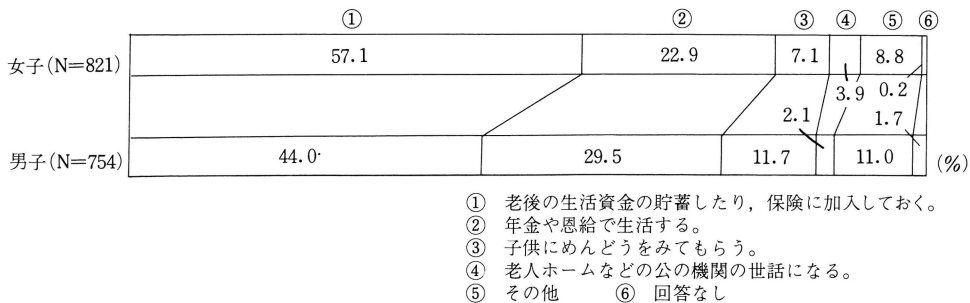 ① ② ③ ④ ⑤ ⑥
女子(N=821) 57.1 22.9 7.1 8.8
3.9 0.2
2.1 1.7
男子(N=754) 44.0 29.5 11.7 11.0 (%)
① 老後の生活資金の貯蓄したり，保険に加入しておく。
② 年金や恩給で生活する。
③ 子供にめんどうをみてもらう。
④ 老人ホームなどの公の機関の世話になる。
⑤ その他 ⑥ 回答なし